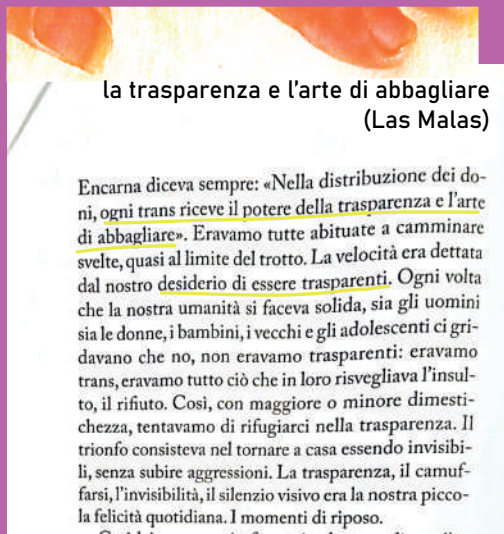 la trasparenza e l'arte di abbagliare
(Las Malas)
Encarna diceva sempre: «Nella distribuzione dei do-
ni, ogni trans riceve il potere della trasparenza e l'arte
di abbagliare». Eravamo tutte abituate a camminare
svelte, quasi al limite del trotto. La velocità era dettata
dal nostro desiderio di essere trasparenti. Ogni volta
che la nostra umanità si faceva solida, sia gli uomini
sia le donne, i bambini, i vecchi e gli adolescenti ci gri-
davano che no, non eravamo trasparenti: eravamo
trans, eravamo tutto ciò che in loro risvegliava l'insul-
to, il rifiuto. Così, con maggiore o minore dimesti-
chezza, tentavamo di rifugiarci nella trasparenza. Il
trionfo consisteva nel tornare a casa essendo invisibi-
li, senza subire aggressioni. La trasparenza, il camuf-
farsi, l'invisibilità, il silenzio visivo era la nostra picco-
la felicità quotidiana. I momenti di riposo.